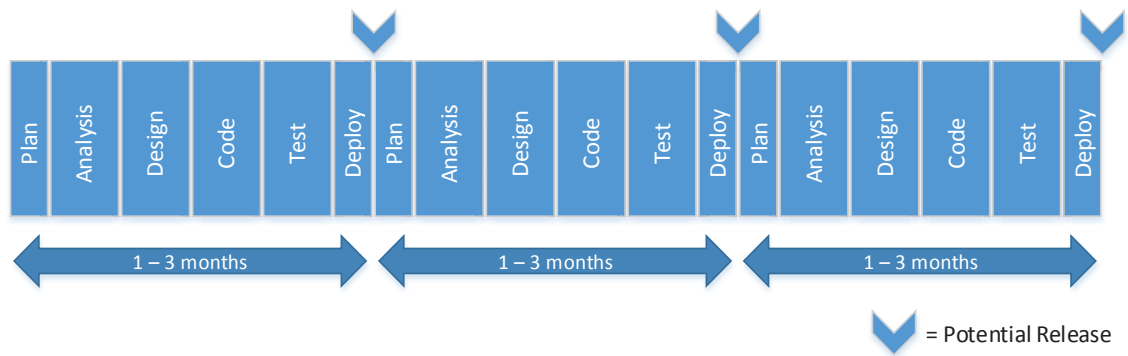 Plan
Analysis
Design
Code
Test
Deploy
Plan
Analysis
Design
Code
Test
Deploy
Plan
Analysis
Design
Code
Test
Deploy
1 – 3 months
1 – 3 months
1 – 3 months
= Potential Release